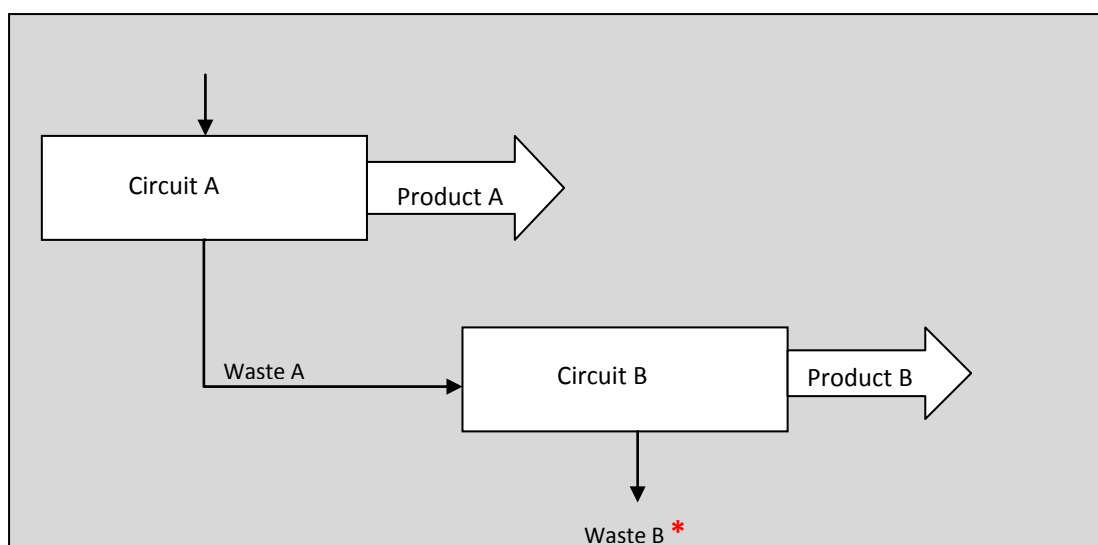 Circuit A
Product A
Waste A
Circuit B
Product B
Waste B *